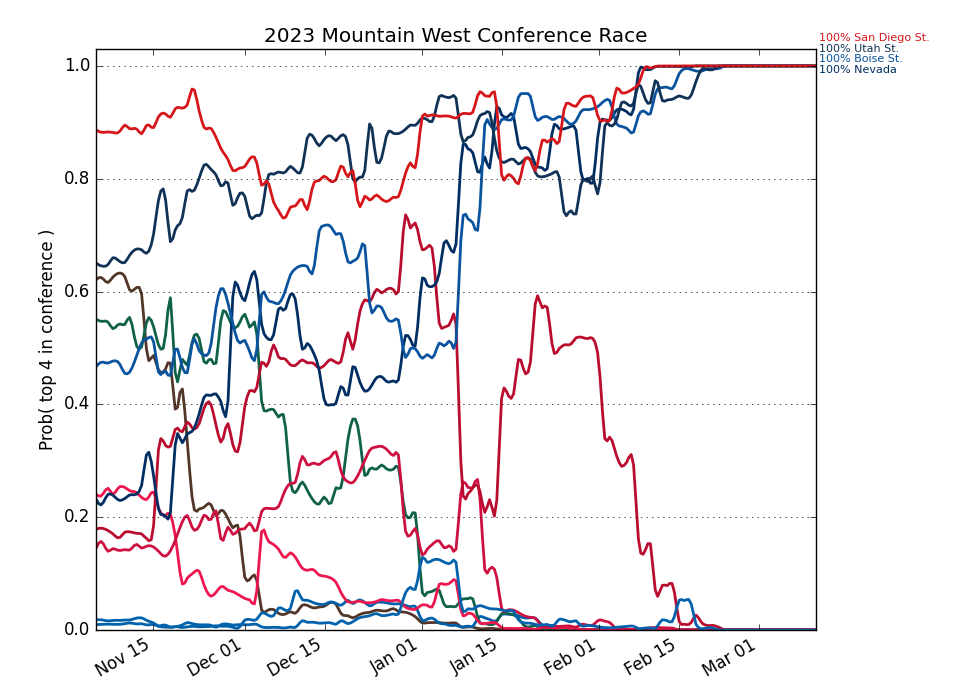 2023 Mountain West Conference Race
100% San Diego St.
100% Utah St.
100% Boise St.
100% Nevada
Prob( top 4 in conference )
1.0
0.8
0.6
0.4
0.2
0.0
Nov 15
Dec 01
Dec 15
Jan 01
Jan 15
Feb 01
Feb 15
Mar 01